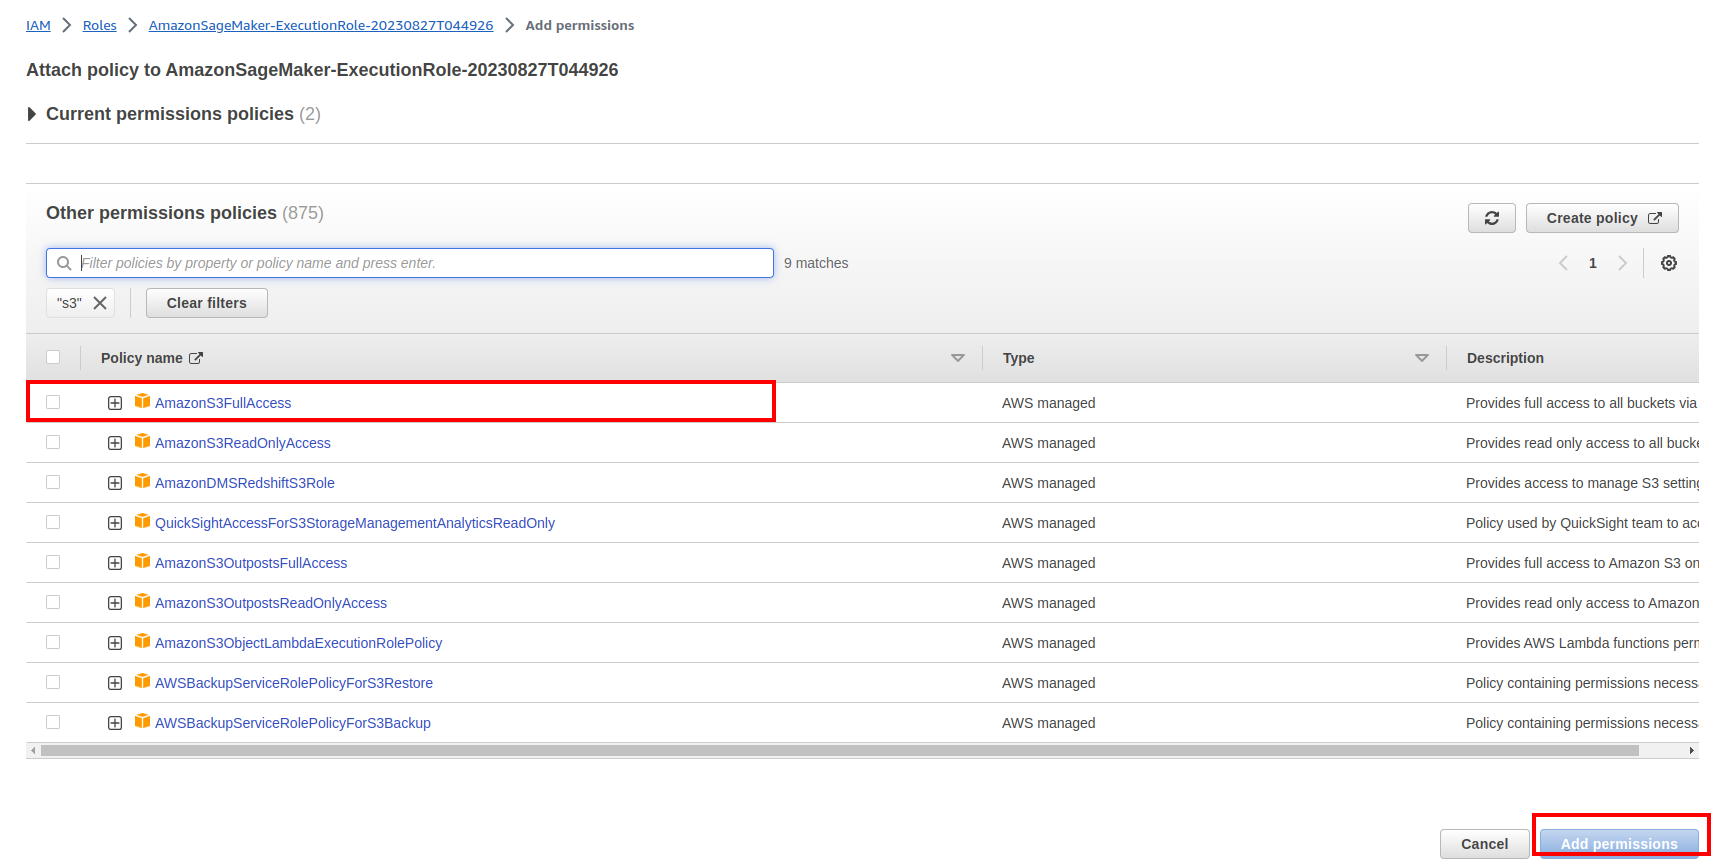 IAM > Roles > AmazonSageMaker-ExecutionRole-20230827T044926 > Add permissions
Attach policy to AmazonSageMaker-ExecutionRole-20230827T044926
Current permissions policies (2)
Other permissions policies (875)
Create policy
Filter policies by property or policy name and press enter.
9 matches
1
"s3"
Clear filters
Policy name
Type
Description
AmazonS3FullAccess AWS managed Provides full access to all buckets via
AmazonS3ReadOnlyAccess AWS managed Provides read only access to all bucke
AmazonDMSRedshiftS3Role AWS managed Provides access to manage S3 setting
QuickSightAccessForS3StorageManagementAnalyticsReadOnly AWS managed Policy used by QuickSight team to acc
AmazonS3OutpostsFullAccess AWS managed Provides full access to Amazon S3 on
AmazonS3OutpostsReadOnlyAccess AWS managed Provides read only access to Amazon
AmazonS3ObjectLambdaExecutionRolePolicy AWS managed Provides AWS Lambda functions perm
AWSBackupServiceRolePolicyForS3Restore AWS managed Policy containing permissions necess
AWSBackupServiceRolePolicyForS3Backup AWS managed Policy containing permissions necess
Cancel
Add permissions